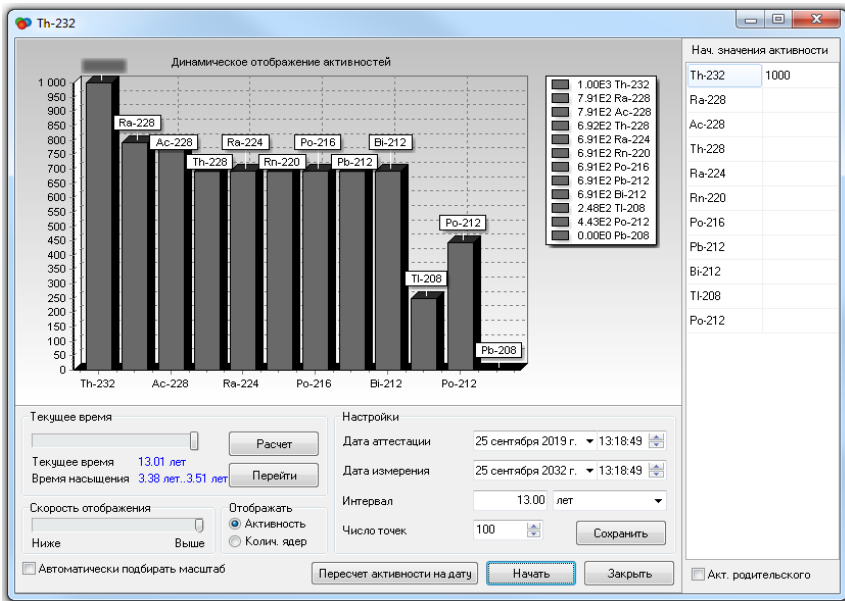 Th-232
Динамическое отображение активностей
1 000
950
900
850
800
750
700
650
600
550
500
450
400
350
300
250
200
150
100
50
0
Ra-228
Ac-228
Th-228
Ra-224
Rn-220
Po-216
Pb-212
Bi-212
Tl-208
Po-212
Pb-208
Th-232 Ac-228 Ra-224 Po-216 Bi-212 Po-212
1.00E3 Th-232
7.91E2 Ra-228
7.91E2 Ac-228
6.92E2 Th-228
6.91E2 Ra-224
6.91E2 Rn-220
6.91E2 Po-216
6.91E2 Pb-212
6.91E2 Bi-212
2.48E2 Tl-208
4.43E2 Po-212
0.00E0 Pb-208
Нач. значения активности
Th-232 1000
Ra-228
Ac-228
Th-228
Ra-224
Rn-220
Po-216
Pb-212
Bi-212
Tl-208
Po-212
Акт. родительского
Текущее время
Расчет
Текущее время 13.01 лет
Время насыщения 3.38 лет..3.51 лет
Перейти
Скорость отображения
Ниже Выше
Отображать
Активность
Колич. ядер
Настройки
Дата аттестации 25 сентября 2019 г. 13:18:49
Дата измерения 25 сентября 2032 г. 13:18:49
Интервал 13.00 лет
Число точек 100
Сохранить
Автоматически подбирать масштаб
Пересчет активности на дату
Начать
Закрыть